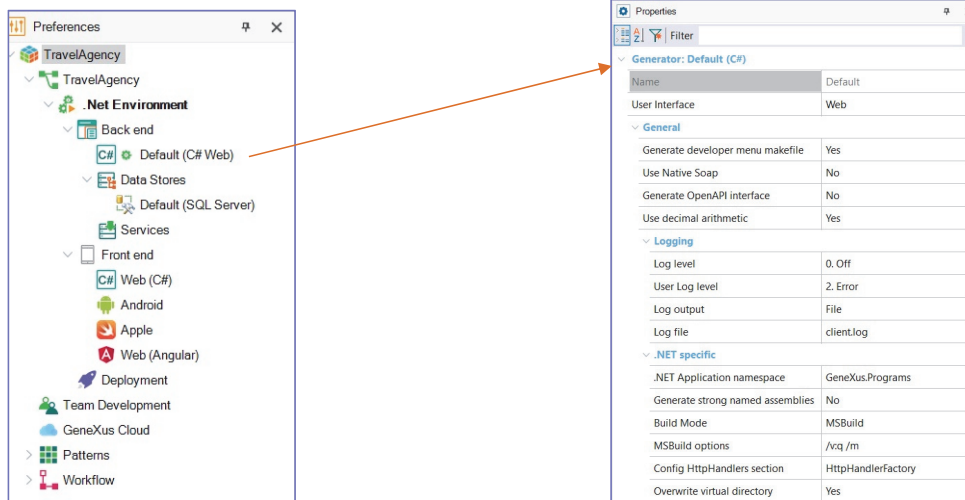 Preferences
TravelAgency
TravelAgency
.Net Environment
Back end
C# Default (C# Web)
Data Stores
Default (SQL Server)
Services
Front end
C# Web (C#)
Android
Apple
Web (Angular)
Deployment
Team Development
GeneXus Cloud
Patterns
Workflow
Properties
Filter
Generator: Default (C#)
Name Default
User Interface Web
General
Generate developer menu makefile Yes
Use Native Soap No
Generate OpenAPI interface No
Use decimal arithmetic Yes
Logging
Log level 0. Off
User Log level 2. Error
Log output File
Log file client.log
.NET specific
.NET Application namespace GeneXus.Programs
Generate strong named assemblies No
Build Mode MSBuild
MSBuild options /v:q /m
Config HttpHandlers section HttpHandlerFactory
Overwrite virtual directory Yes